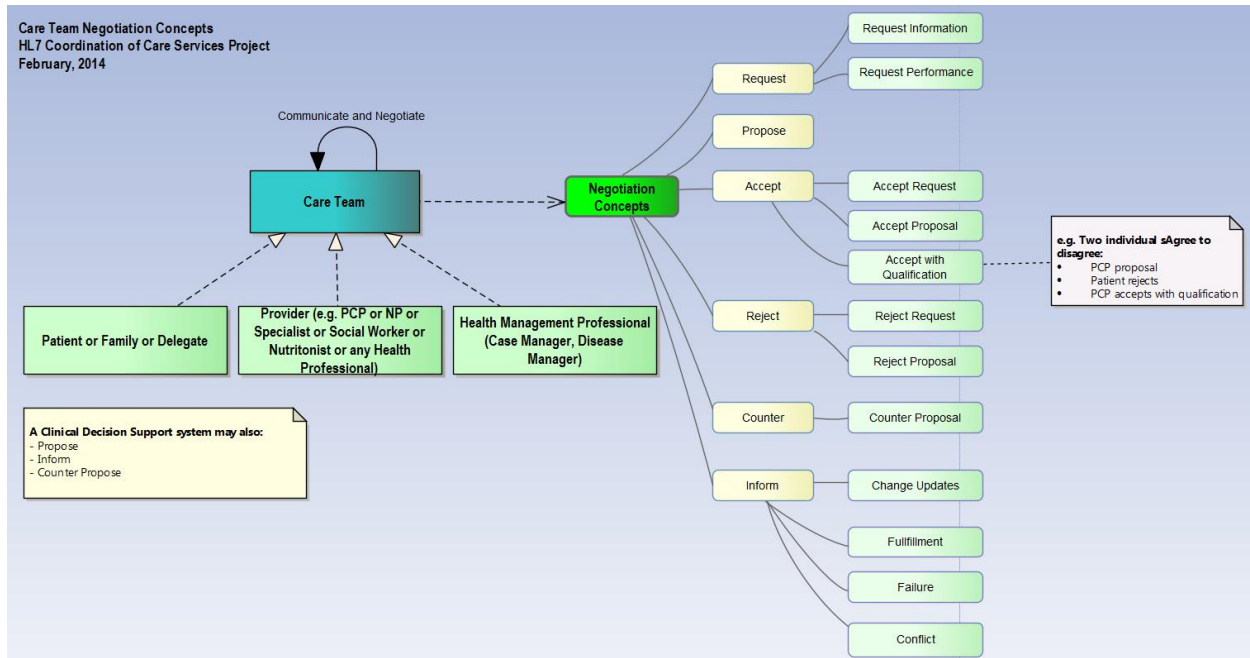 Care Team Negotiation Concepts
HL7 Coordination of Care Services Project
February, 2014
Communicate and Negotiate
Care Team
Patient or Family or Delegate
Provider (e.g. PCP or NP or
Specialist or Social Worker or
Nutritonist or any Health
Professional)
Health Management Professional
(Case Manager, Disease
Manager)
A Clinical Decision Support system may also:
- Propose
- Inform
- Counter Propose
Negotiation
Concepts
Request
Request Information
Request Performance
Propose
Accept
Accept Request
Accept Proposal
Accept with
Qualification
e.g. Two individual sAgree to
disagree:
• PCP proposal
• Patient rejects
• PCP accepts with qualification
Reject
Reject Request
Reject Proposal
Counter
Counter Proposal
Inform
Change Updates
Fullfillment
Failure
Conflict